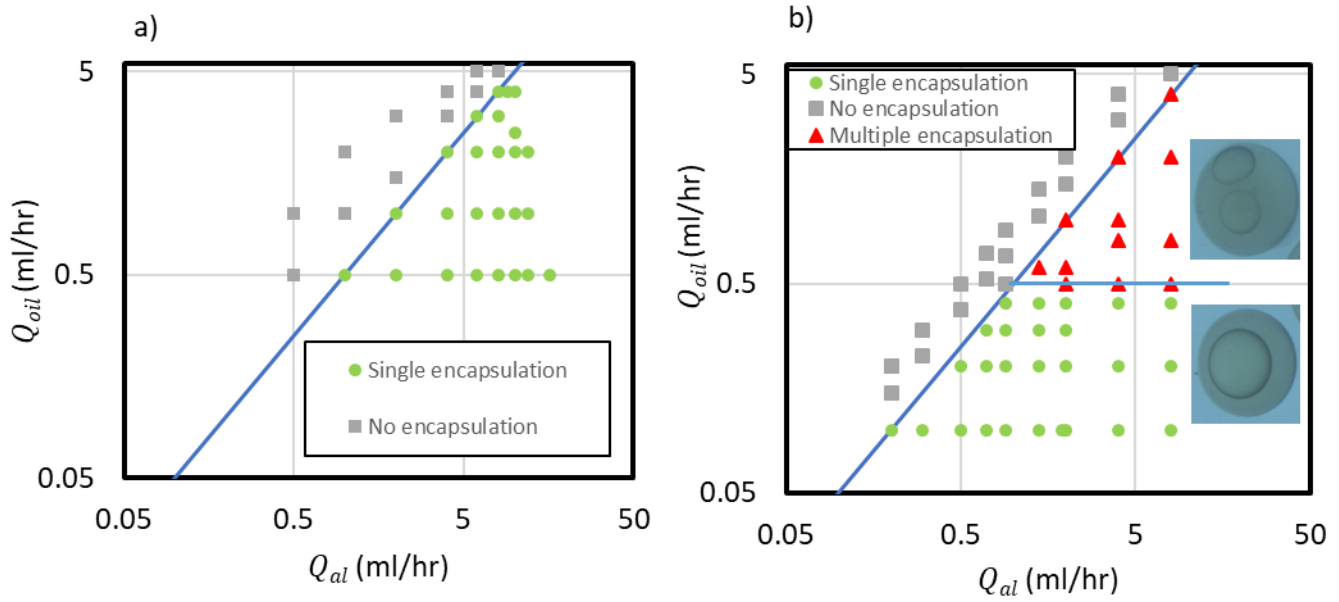 a)
5
0.5
0.05
Q_oil (ml/hr)
Single encapsulation
No encapsulation
0.05 0.5 5 50
Q_al (ml/hr)
b)
Single encapsulation
No encapsulation
Multiple encapsulation
5
0.5
0.05
Q_oil (ml/hr)
0.05 0.5 5 50
Q_al (ml/hr)